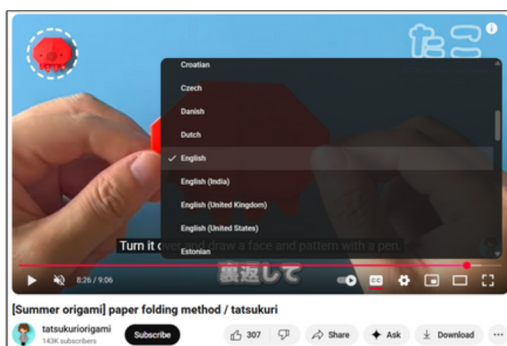 たこ
Croatian
Czech
Danish
Dutch
English
English (India)
English (United Kingdom)
English (United States)
Estonian
Turn it over and draw a face and pattern with a pen.
裏返して
8:26 / 9:06
[Summer origami] paper folding method / tatsukuri
tatsukuriorigami
143K subscribers
Subscribe
307
Share
Ask
Download